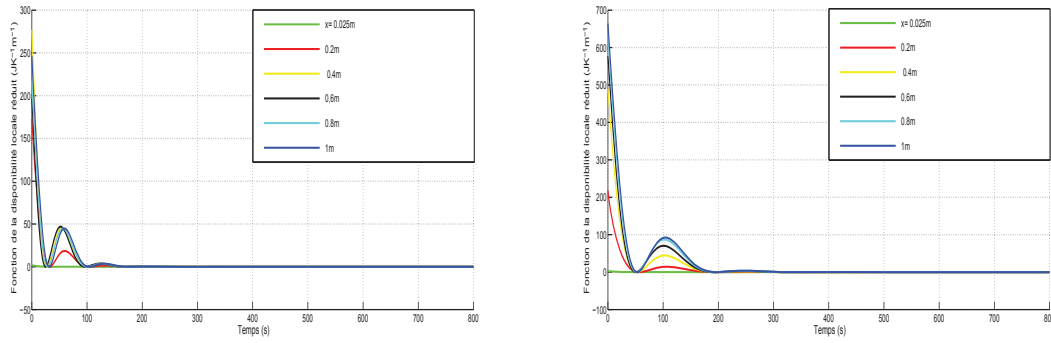 Fonction de la disponibilité locale réduit (JK−1m−1)
300
250
200
150
100
50
0
−50
0
100
200
300
400
500
600
700
800
Temps (s)
x= 0.025m
0.2m
0.4m
0,6m
0.8m
1m
Fonction de la disponibilité locale réduit (JK−1m−1)
700
600
500
400
300
200
100
0
−100
0
100
200
300
400
500
600
700
800
Temps (s)
x= 0.025m
0.2m
0.4m
0,6m
0.8m
1m